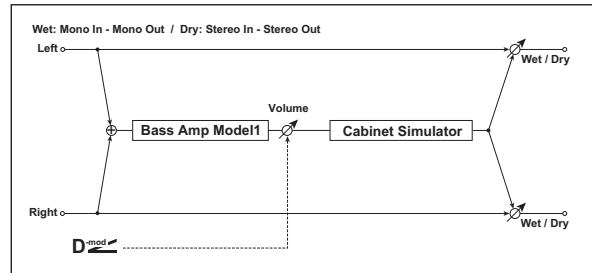 Wet: Mono In - Mono Out / Dry: Stereo In - Stereo Out
Left
Wet / Dry
Volume
Bass Amp Model1
Cabinet Simulator
Right
Wet / Dry
D-mod